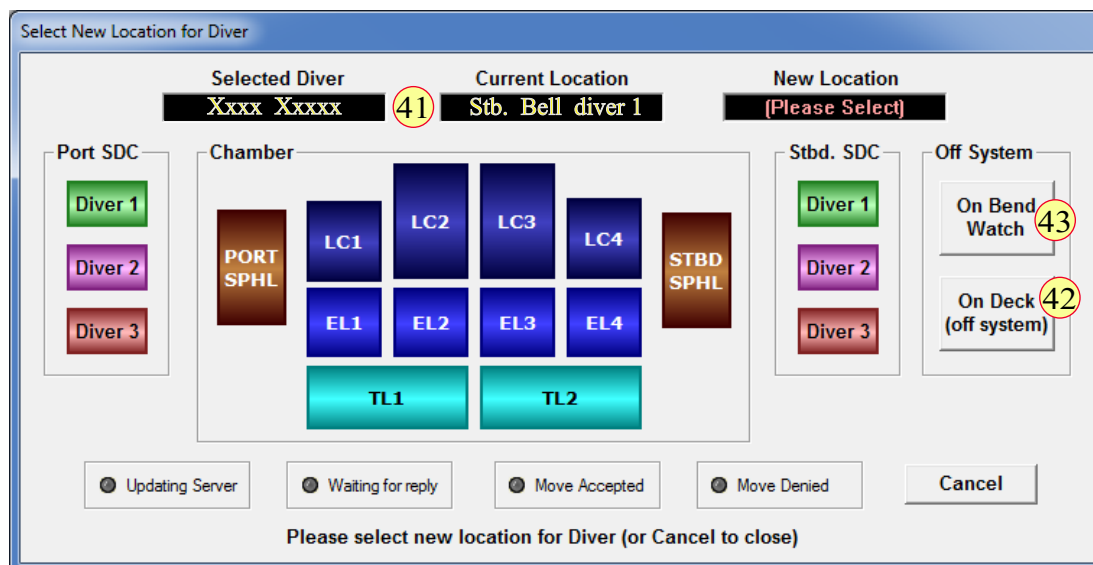 Select New Location for Diver
Selected Diver
Current Location
New Location
Xxxx Xxxxx
41
Stb. Bell diver 1
(Please Select)
Port SDC
Diver 1
Diver 2
Diver 3
Chamber
PORT
SPHL
LC1
LC2
LC3
LC4
EL1
EL2
EL3
EL4
TL1
TL2
STBD
SPHL
Stbd. SDC
Diver 1
Diver 2
Diver 3
Off System
On Bend
Watch
43
On Deck
(off system)
42
Updating Server
Waiting for reply
Move Accepted
Move Denied
Cancel
Please select new location for Diver (or Cancel to close)